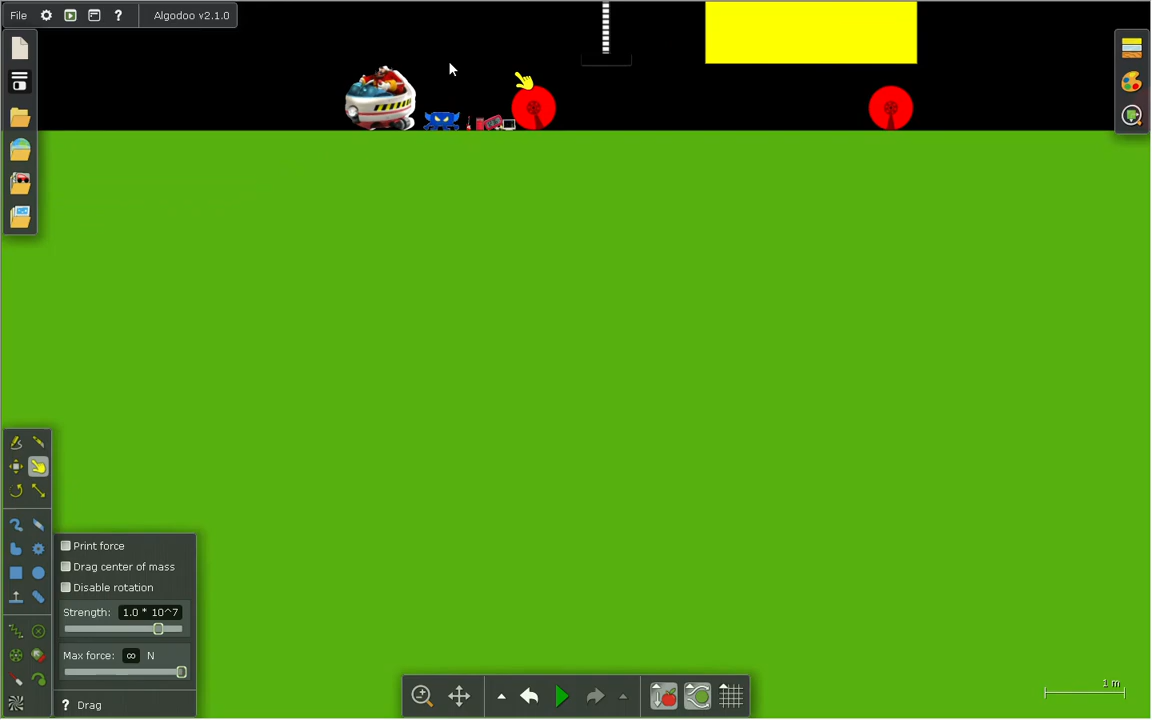 File ? Algodoo v2.1.0
Print force
Drag center of mass
Disable rotation
Strength: 1.0 * 10^7
Max force: ∞ N
? Drag
1 m